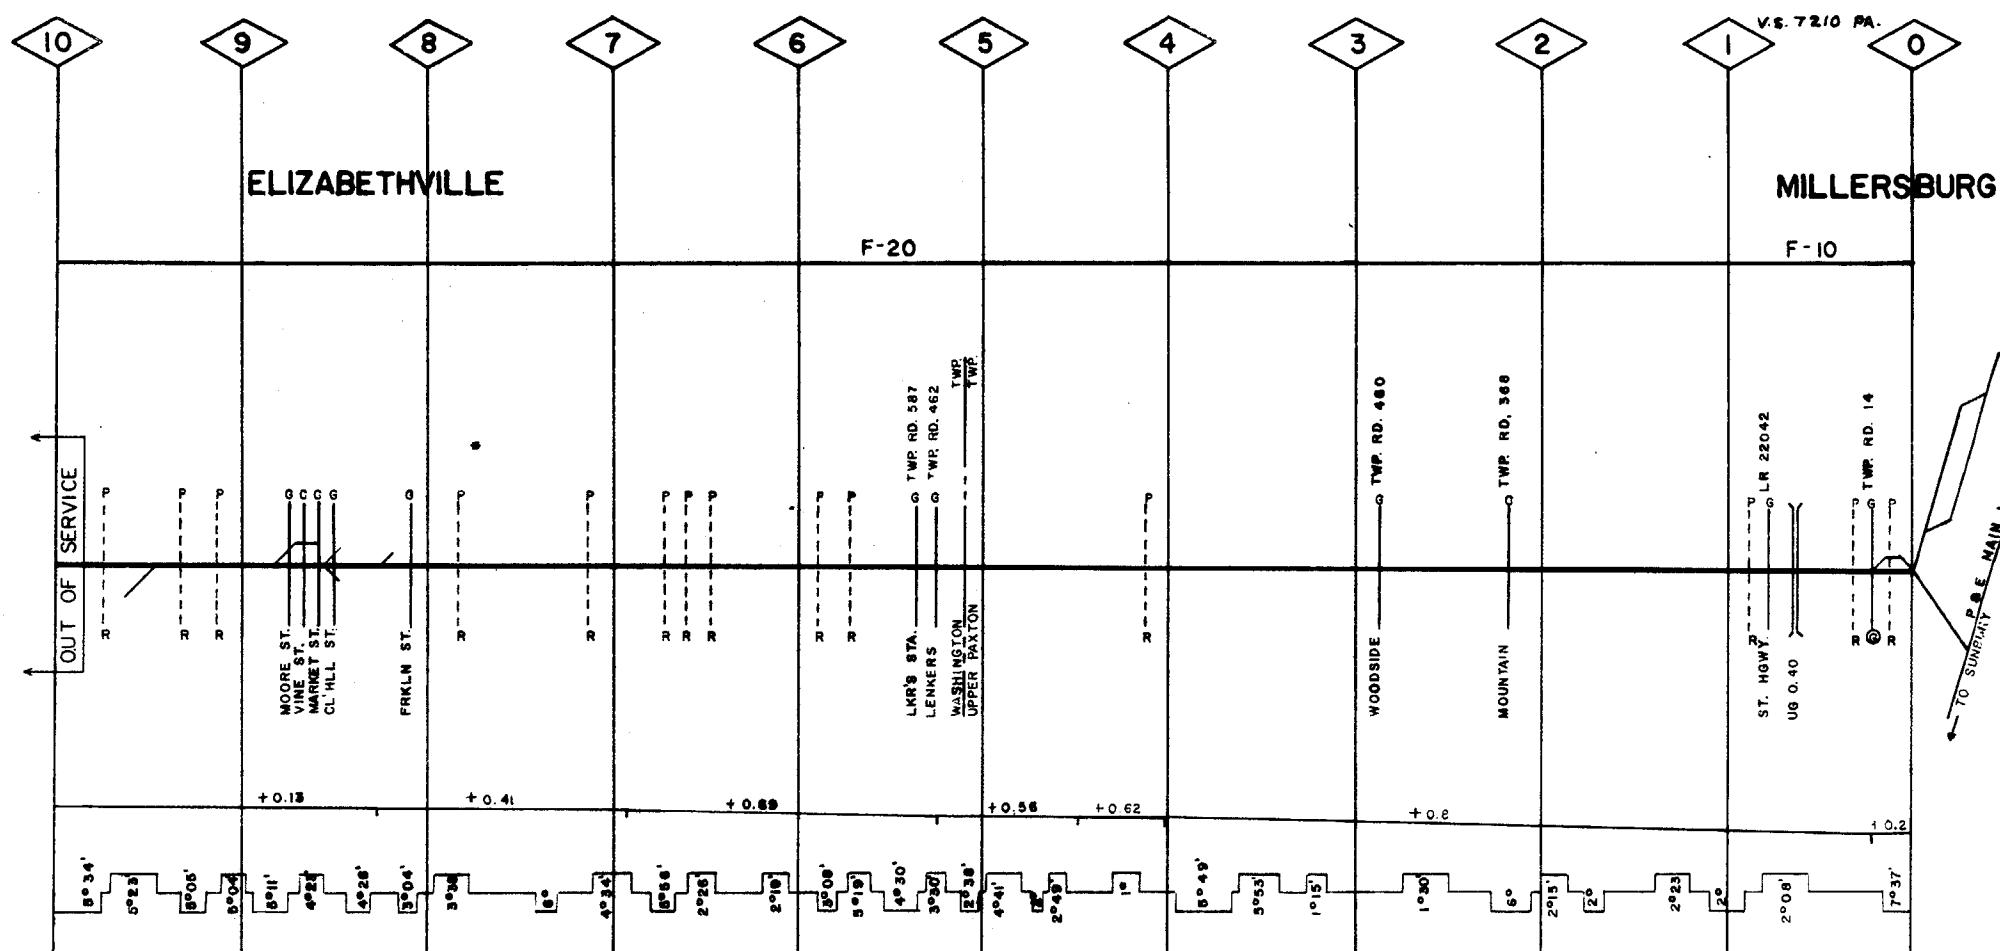 V.S. 7210 PA.
10 9 8 7 6 5 4 3 2 1 0
ELIZABETHVILLE
MILLERSBURG
F-20
F-10
OUT OF SERVICE
P P P G C C G G P P P P P P P G TWP. RD. 587 G TWP. RD. 462 TWP. TWP. P G TWP. RD. 460 G TWP. RD. 368 P G LR 22042 P G TWP. RD. 14 P
R R R R R R R R R R R R R G R
MOORE ST.
VINE ST.
MARKET ST.
CL'HLL ST.
FRKLN ST.
LKR'S STA.
LENKERS
WASHINGTON
UPPER PAXTON
WOODSIDE
MOUNTAIN
ST. HGWY.
UG 0.40
P & E MAIN
TO SUNBURY
+0.13 +0.41 +0.69 +0.56 +0.62 +0.8 +0.2
5°34' 5°23' 5°05' 5°04' 5°11' 4°28' 4°26' 3°04' 3°38' 6° 4°34' 5°56' 2°26' 2°19' 3°08' 5°19' 4°30' 3°30' 2°38' 4°41' 2°49' 1° 5°49' 5°53' 1°15' 1°30' 6° 2°15' 2° 2°23 2° 2°08' 7°37'